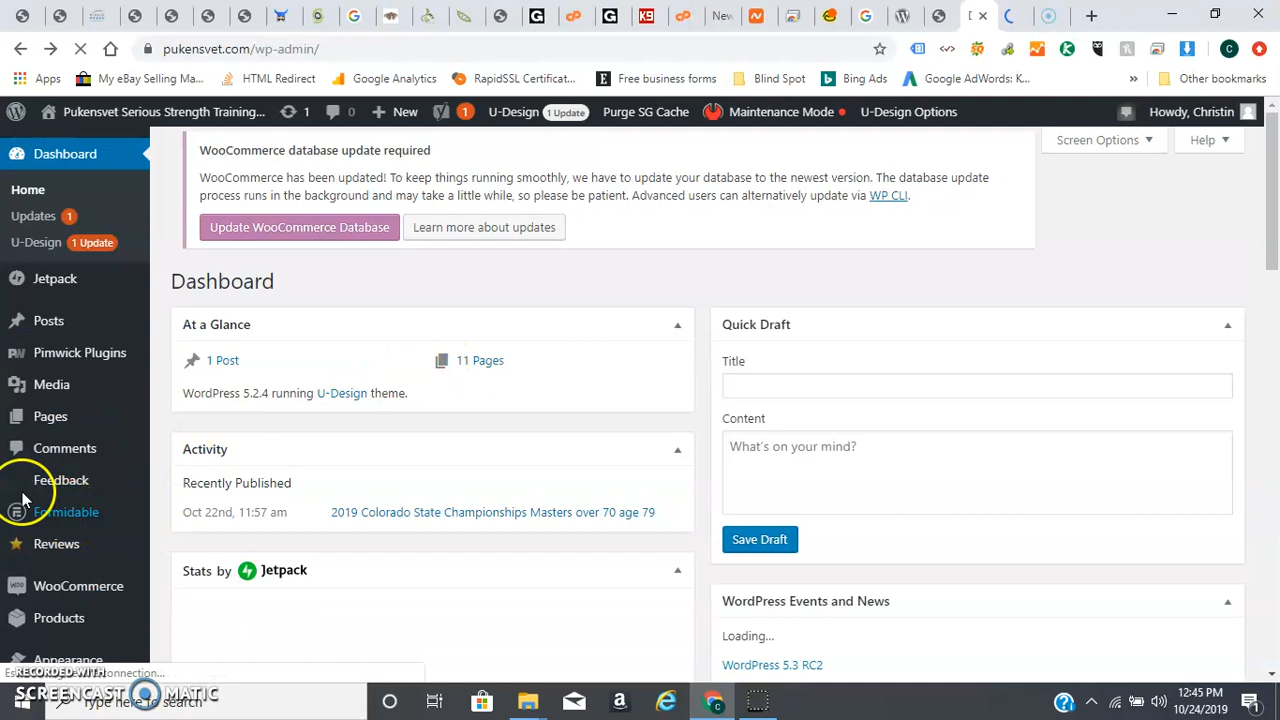 New
pukensvet.com/wp-admin/
Apps My eBay Selling Ma... HTML Redirect Google Analytics RapidSSL Certificat... Free business forms Blind Spot Bing Ads Google AdWords: K... » Other bookmarks
Pukensvet Serious Strength Training... 1 0 New 1 U-Design 1 Update Purge SG Cache Maintenance Mode U-Design Options Howdy, Christin
Dashboard
Home
Updates 1
U-Design 1 Update
Jetpack
Posts
Pimwick Plugins
Media
Pages
Comments
Feedback
Formidable
Reviews
WooCommerce
Products
Appearance
Screen Options Help
WooCommerce database update required
WooCommerce has been updated! To keep things running smoothly, we have to update your database to the newest version. The database update
process runs in the background and may take a little while, so please be patient. Advanced users can alternatively update via WP CLI.
Update WooCommerce Database Learn more about updates
Dashboard
At a Glance
1 Post 11 Pages
WordPress 5.2.4 running U-Design theme.
Activity
Recently Published
Oct 22nd, 11:57 am 2019 Colorado State Championships Masters over 70 age 79
Stats by Jetpack
Quick Draft
Title
Content
What's on your mind?
Save Draft
WordPress Events and News
Loading...
WordPress 5.3 RC2
RECORDED WITH
SCREENCAST MATIC
Type here to search
12:45 PM
10/24/2019